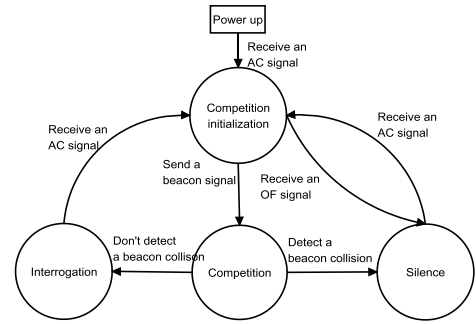 Power up
Receive an
AC signal
Competition
initialization
Receive an
AC signal
Receive an
AC signal
Send a
beacon signal
Receive an
OF signal
Don't detect
a beacon collison
Detect a
beacon collision
Interrogation
Competition
Silence